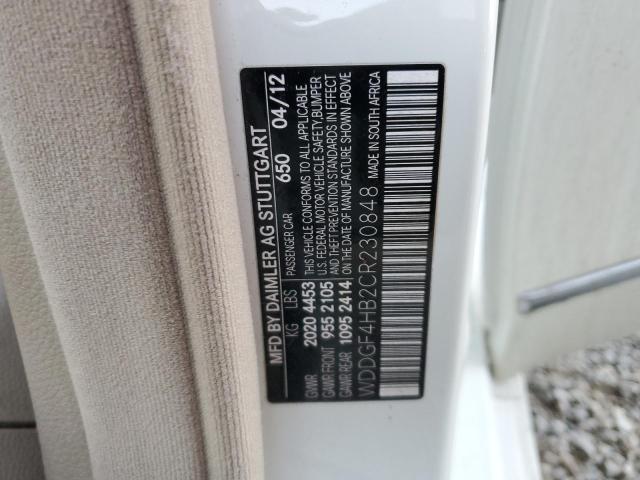 MFD BY DAIMLER AG STUTTGART
650 04/12
KG LBS PASSENGER CAR
GVWR 2020 4453 THIS VEHICLE CONFORMS TO ALL APPLICABLE
GAWR FRONT 955 2105 U.S. FEDERAL MOTOR VEHICLE SAFETY,BUMPER
GAWR REAR 1095 2414 AND THEFT PREVENTION STANDARDS IN EFFECT
ON THE DATE OF MANUFACTURE SHOWN ABOVE
WDDGF4HB2CR230848 MADE IN SOUTH AFRICA